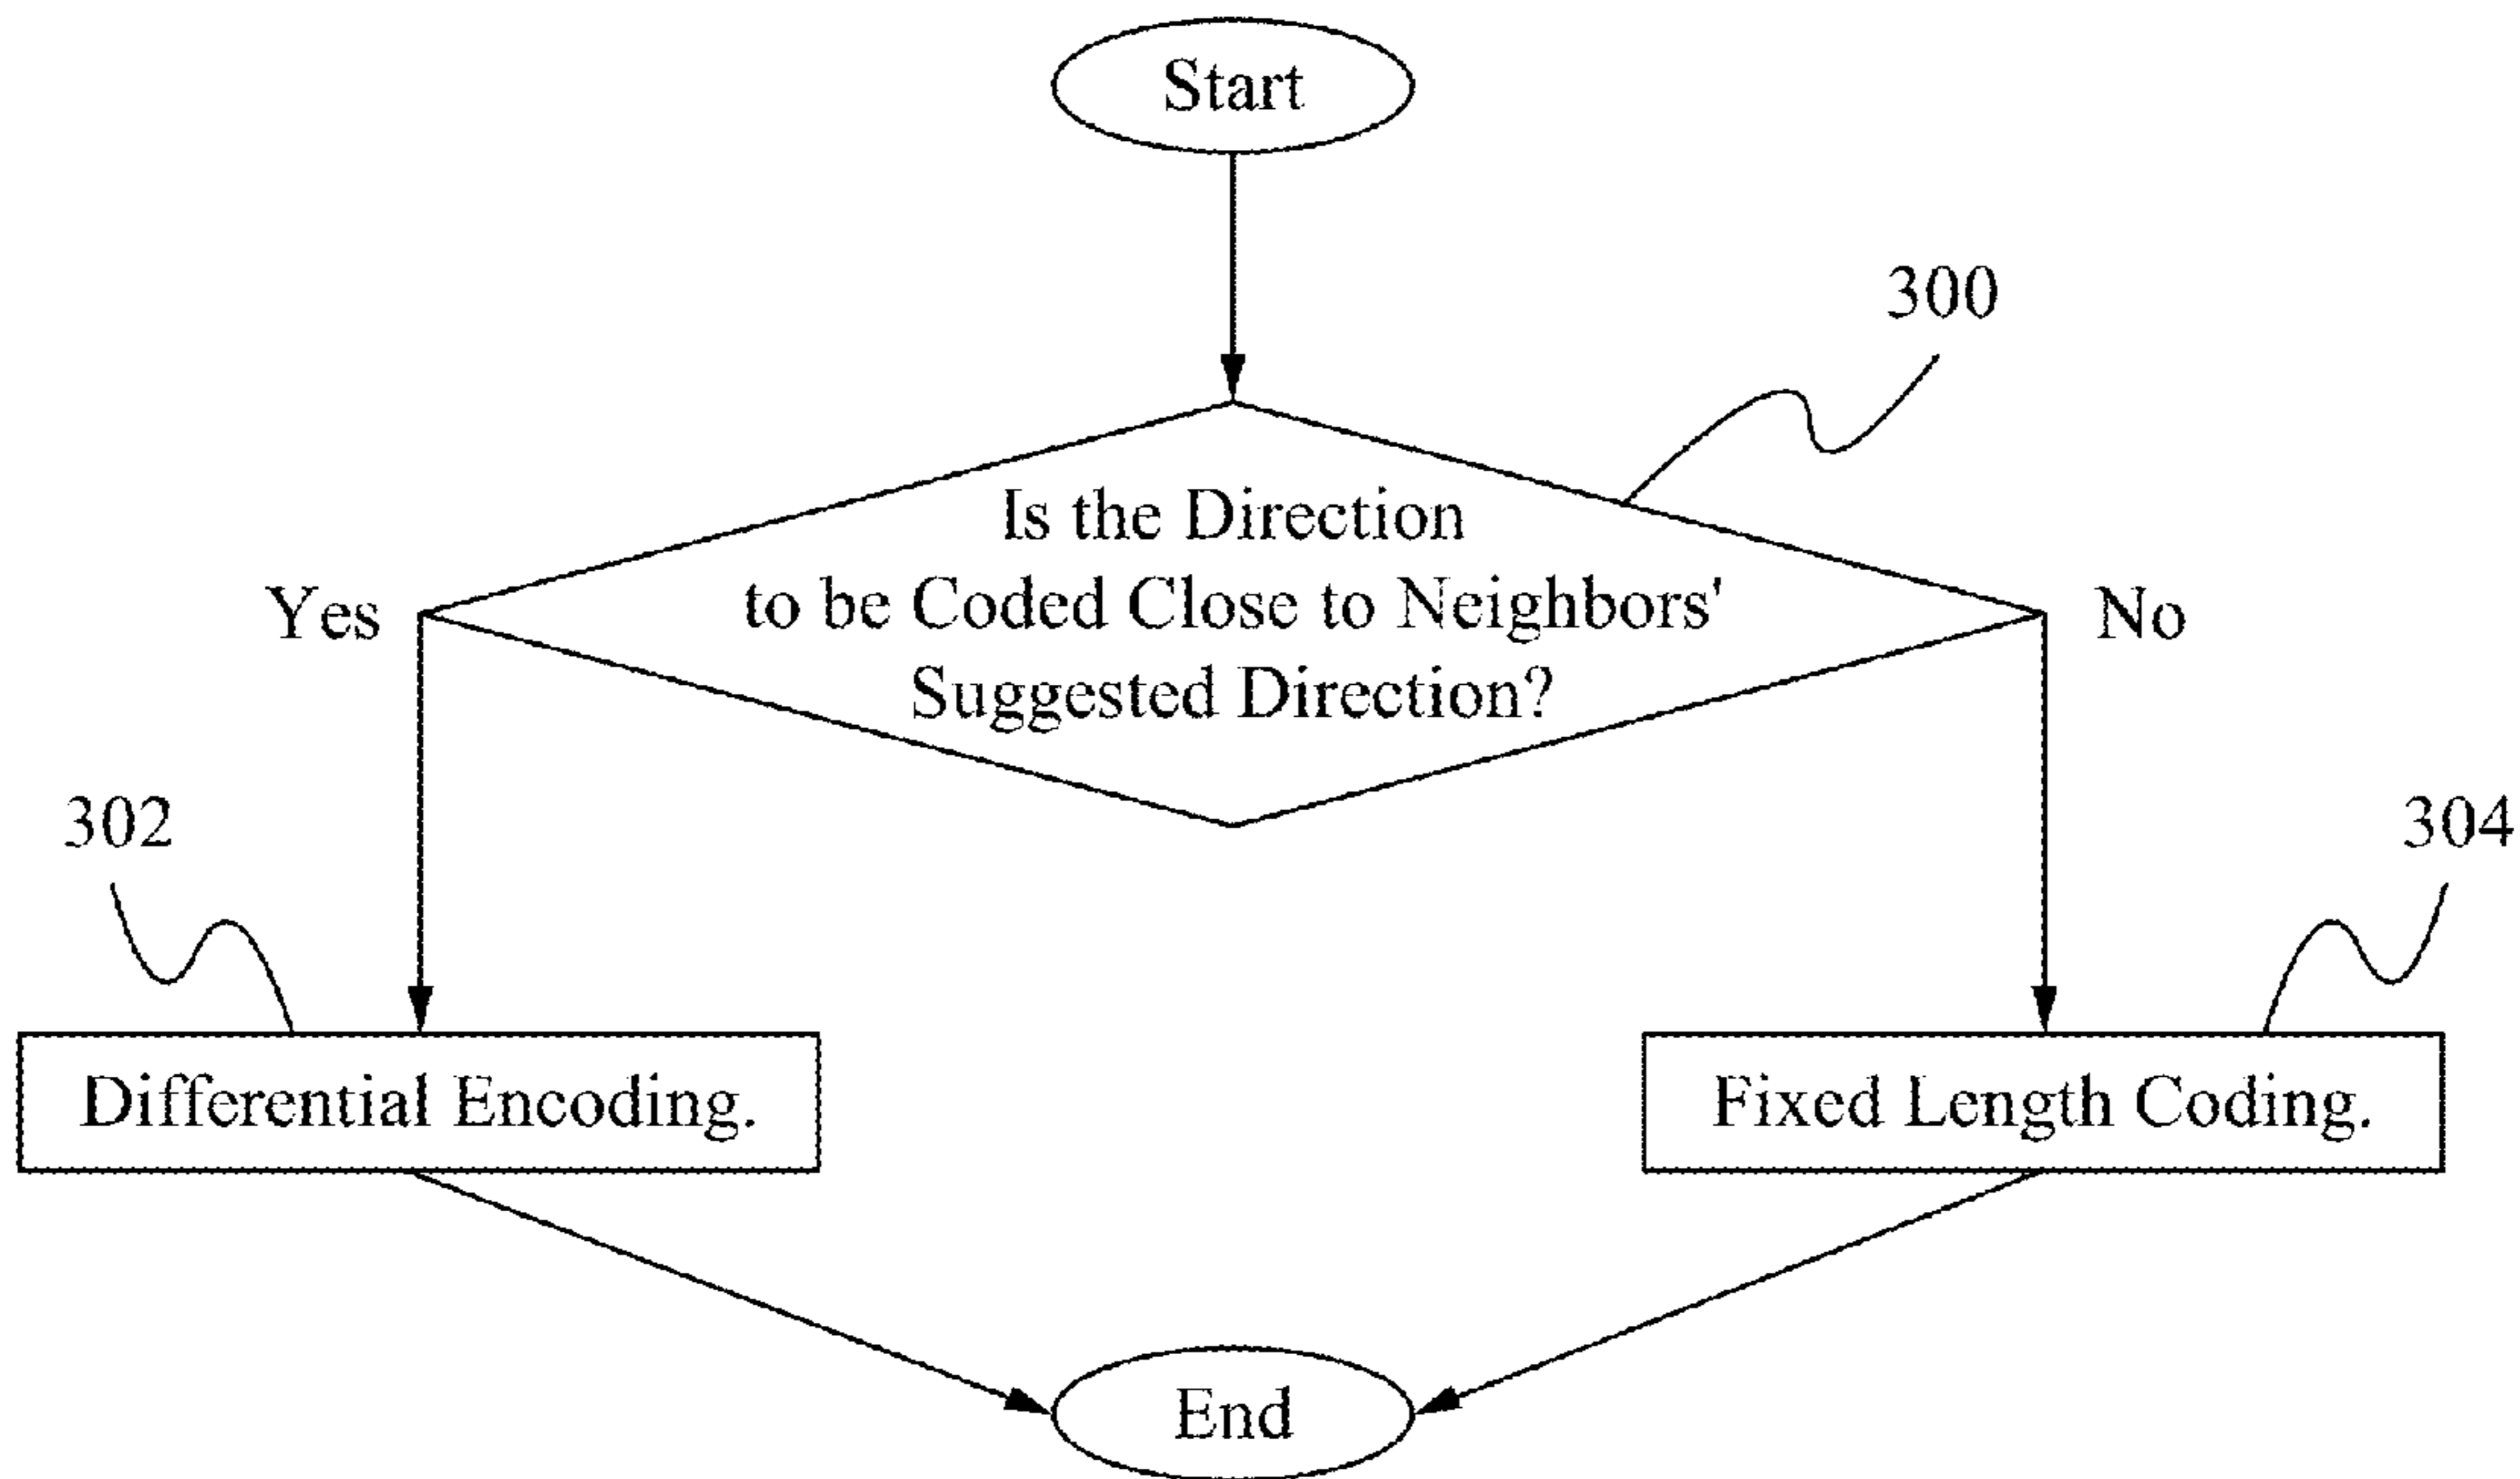 Start
300
Is the Direction
to be Coded Close to Neighbors'
Suggested Direction?
Yes
No
302
304
Differential Encoding.
Fixed Length Coding.
End